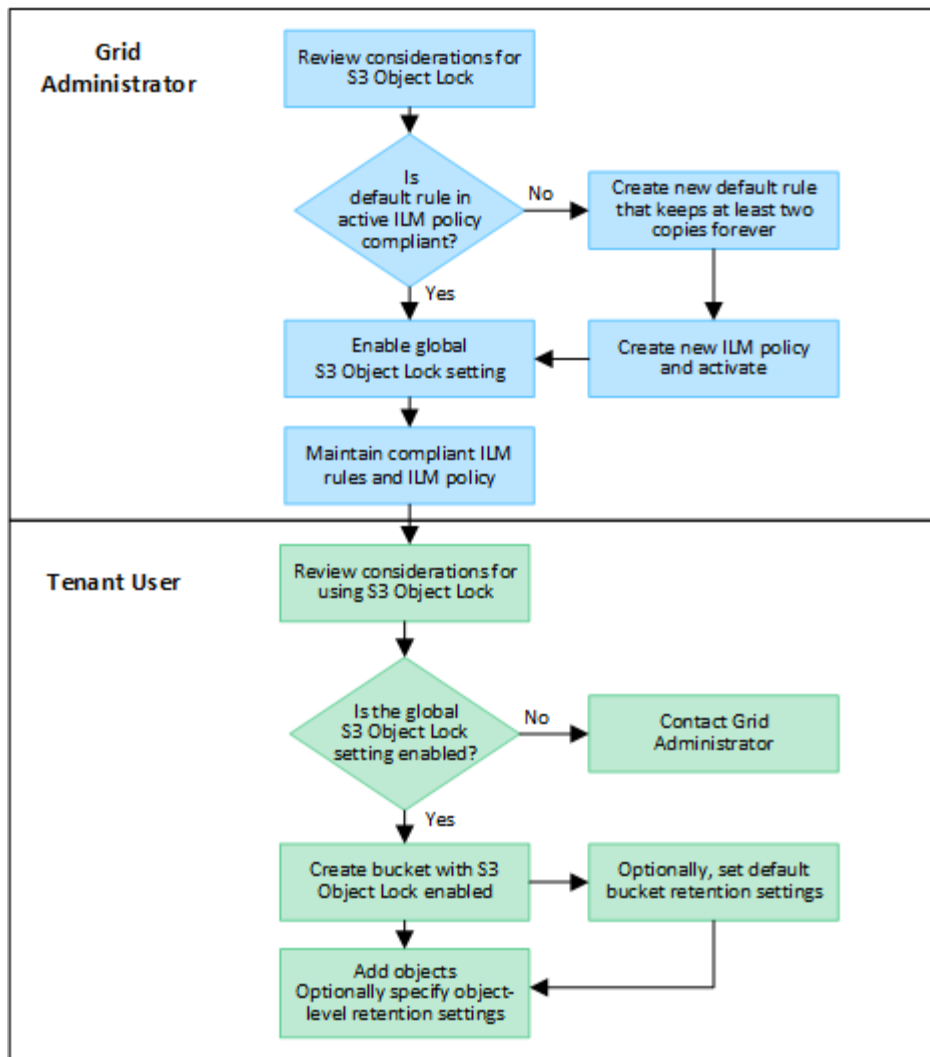 Grid
Administrator
Review considerations for
S3 Object Lock
Is
default rule in
active ILM policy
compliant?
No
Create new default rule
that keeps at least two
copies forever
Yes
Enable global
S3 Object Lock setting
Create new ILM policy
and activate
Maintain compliant ILM
rules and ILM policy
Tenant User
Review considerations for
using S3 Object Lock
Is the global
S3 Object Lock
setting enabled?
No
Contact Grid
Administrator
Yes
Create bucket with S3
Object Lock enabled
Optionally, set default
bucket retention settings
Add objects
Optionally specify object-
level retention settings